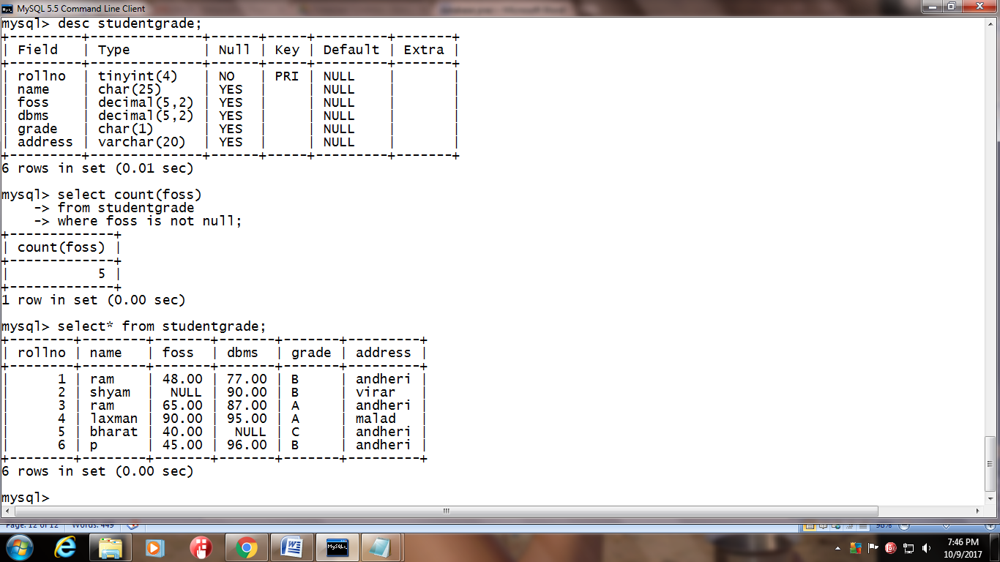 MySQL 5.5 Command Line Client
mysql> desc studentgrade;
+---------+--------------+------+-----+---------+-------+
| Field   | Type         | Null | Key | Default | Extra |
+---------+--------------+------+-----+---------+-------+
| rollno  | tinyint(4)   | NO   | PRI | NULL    |       |
| name    | char(25)     | YES  |     | NULL    |       |
| foss    | decimal(5,2) | YES  |     | NULL    |       |
| dbms    | decimal(5,2) | YES  |     | NULL    |       |
| grade   | char(1)      | YES  |     | NULL    |       |
| address | varchar(20)  | YES  |     | NULL    |       |
+---------+--------------+------+-----+---------+-------+
6 rows in set (0.01 sec)
mysql> select count(foss)
    -> from studentgrade
    -> where foss is not null;
+-------------+
| count(foss) |
+-------------+
|           5 |
+-------------+
1 row in set (0.00 sec)
mysql> select* from studentgrade;
+--------+--------+-------+-------+-------+---------+
| rollno | name   | foss  | dbms  | grade | address |
+--------+--------+-------+-------+-------+---------+
|      1 | ram    | 48.00 | 77.00 | B     | andheri |
|      2 | shyam  |  NULL | 90.00 | B     | virar   |
|      3 | ram    | 65.00 | 87.00 | A     | andheri |
|      4 | laxman | 90.00 | 95.00 | A     | malad   |
|      5 | bharat | 40.00 |  NULL | C     | andheri |
|      6 | p      | 45.00 | 96.00 | B     | andheri |
+--------+--------+-------+-------+-------+---------+
6 rows in set (0.00 sec)
mysql>
Page: 12 of 12 Words: 449 98%
7:46 PM
10/9/2017